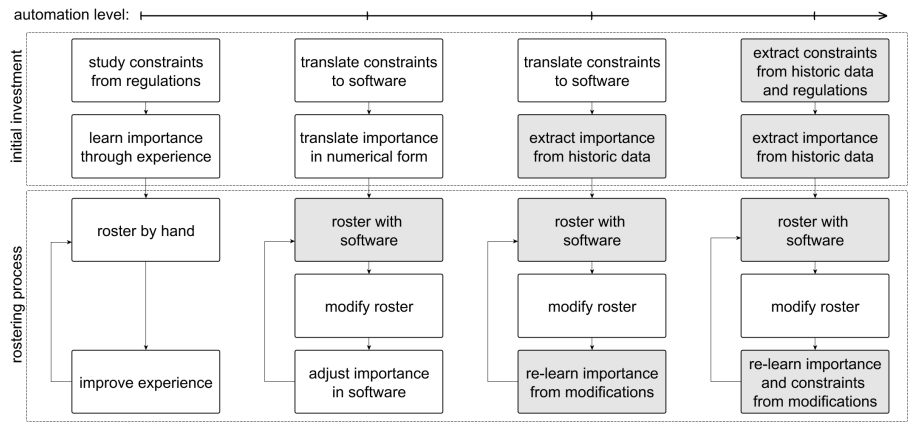 automation level:
initial investment
study constraints
from regulations
translate constraints
to software
translate constraints
to software
extract constraints
from historic data
and regulations
learn importance
through experience
translate importance
in numerical form
extract importance
from historic data
extract importance
from historic data
rostering process
roster by hand
roster with
software
roster with
software
roster with
software
modify roster
modify roster
modify roster
improve experience
adjust importance
in software
re-learn importance
from modifications
re-learn importance
and constraints
from modifications